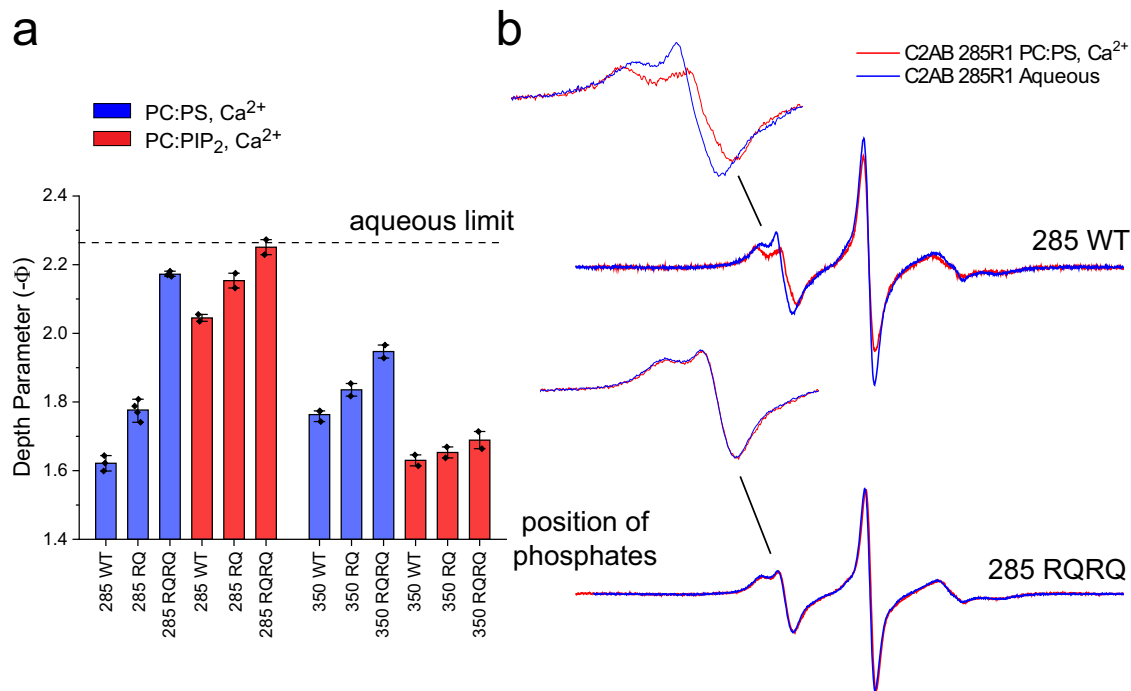 a
PC:PS, Ca²⁺
PC:PIP₂, Ca²⁺
Depth Parameter (-Φ)
2.4
2.2
2.0
1.8
1.6
1.4
aqueous limit
position of
phosphates
285 WT
285 RQ
285 RQRQ
285 WT
285 RQ
285 RQRQ
350 WT
350 RQ
350 RQRQ
350 WT
350 RQ
350 RQRQ
b
C2AB 285R1 PC:PS, Ca²⁺
C2AB 285R1 Aqueous
285 WT
285 RQRQ